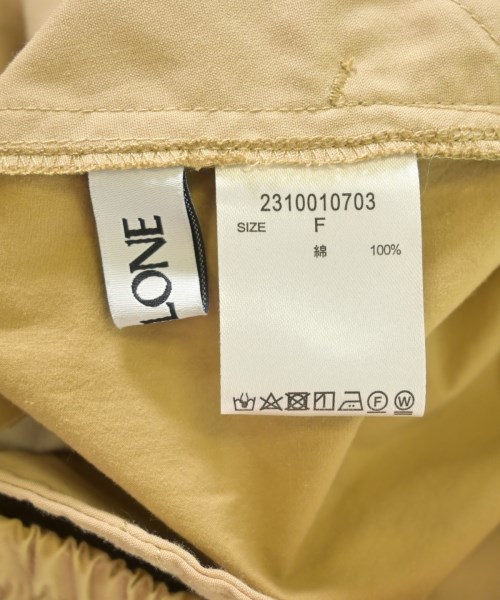 LONE
2310010703
SIZE F
綿 100%
F W